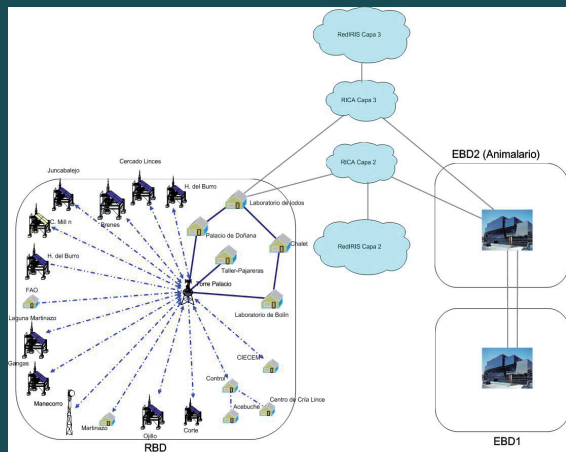 RedIRIS Capa 3
RICA Capa 3
EBD2 (Animalario)
Cercado Linces
Juncabalejo
H. del Burro
RICA Capa 2
Laboratorio de lodos
C. Mill n
Brenes
Palacio de Doñana
RedIRIS Capa 2
Chalet
H. del Burro
Taller-Pajareras
Torre Palacio
FAO
Laboratorio de Bolín
Laguna Martinazo
CIECEM
Gangas
Control
Manecorro
Centro de Cría Lince
Acebuche
Martinazo
Ojillo
Corte
RBD
EBD1